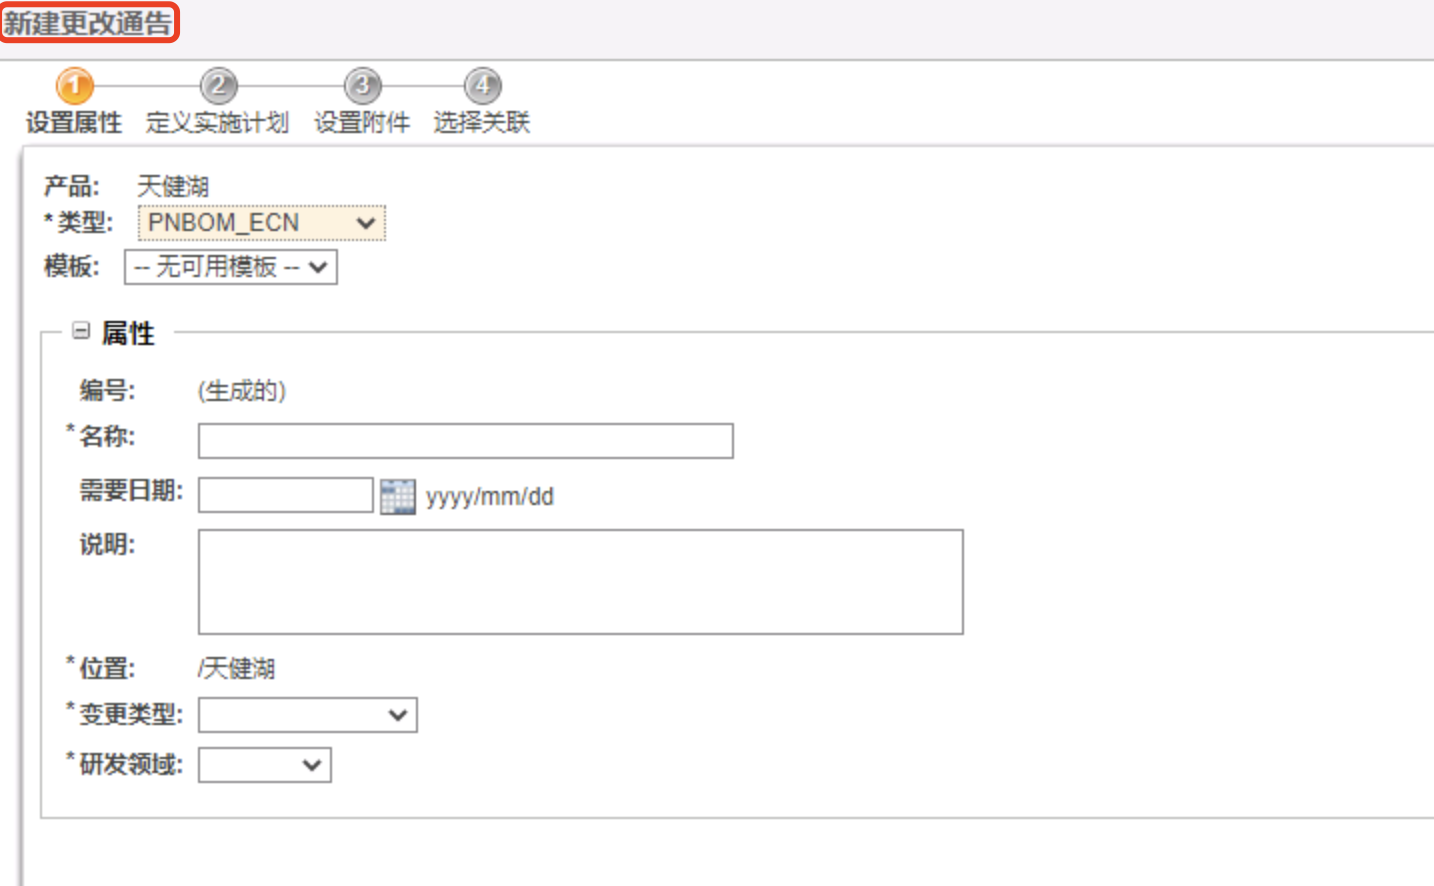 新建更改通告
1 2 3 4
设置属性 定义实施计划 设置附件 选择关联
产品: 天健湖
*类型: PNBOM_ECN
模板: -- 无可用模板 --
属性
编号: (生成的)
*名称:
需要日期: yyyy/mm/dd
说明:
*位置: /天健湖
*变更类型:
*研发领域: